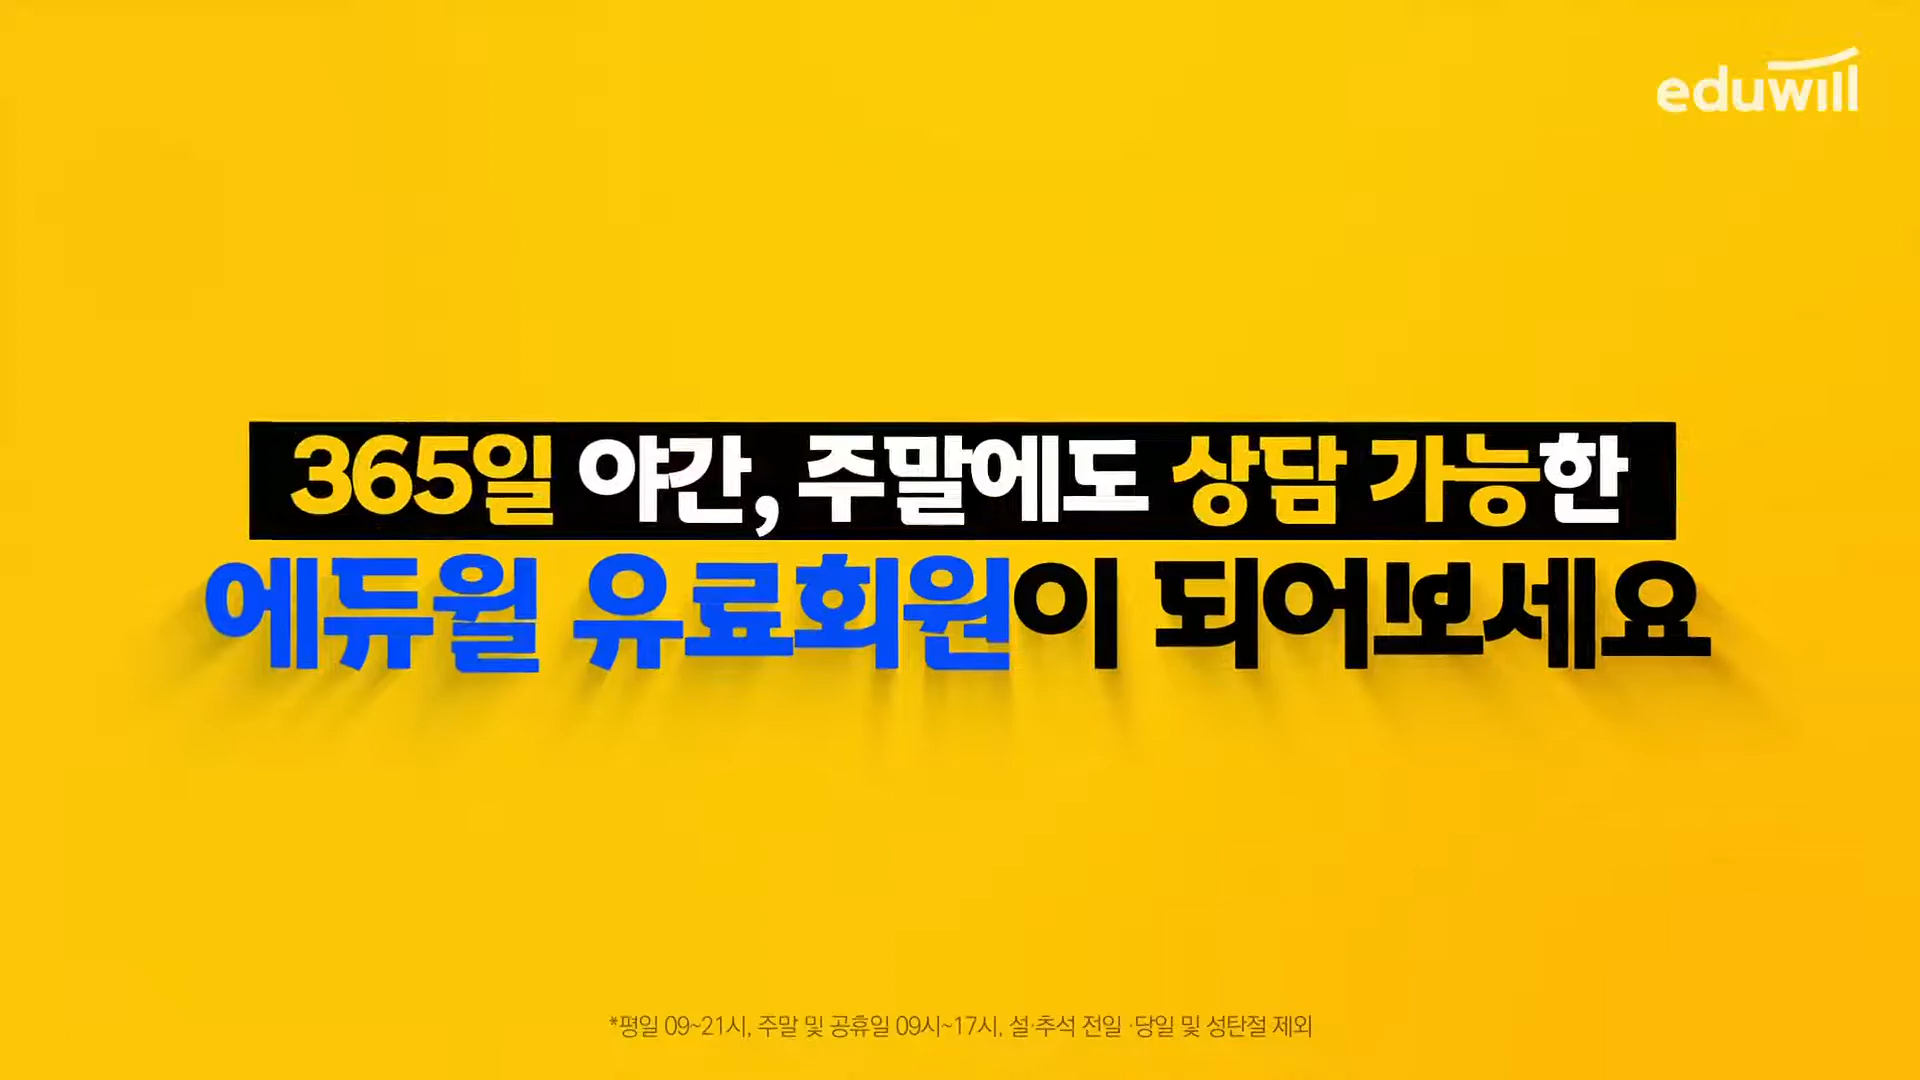 eduwill
365일 야간, 주말에도 상담 가능한
에듀윌 유료회원이 되어보세요
*평일 09~21시, 주말 및 공휴일 09시~17시, 설·추석 전일·당일 및 성탄절 제외